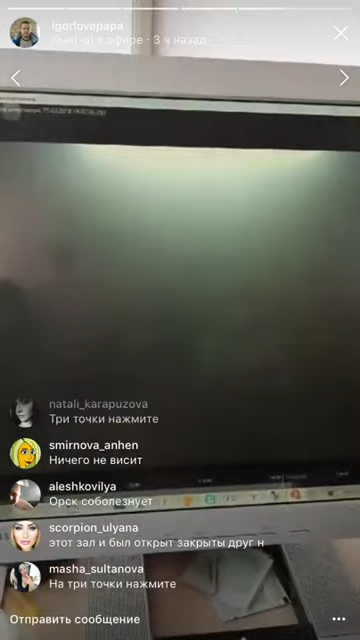 igorlovepapa
был(-а) в эфире · 3 ч назад
natali_karapuzova
Три точки нажмите
smirnova_anhen
Ничего не висит
aleshkovilya
Орск соболезнует
scorpion_ulyana
этот зал и был открыт закрыты друг н
masha_sultanova
На три точки нажмите
Отправить сообщение